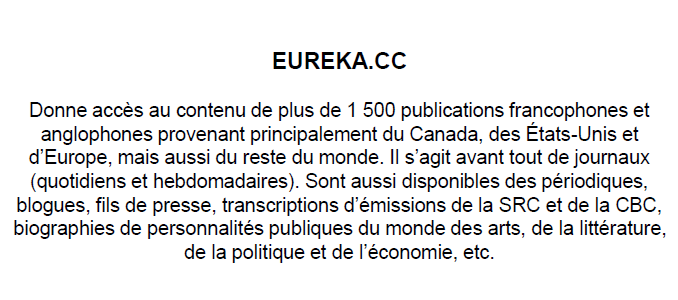 EUREKA.CC
Donne accès au contenu de plus de 1 500 publications francophones et
anglophones provenant principalement du Canada, des États-Unis et
d’Europe, mais aussi du reste du monde. Il s’agit avant tout de journaux
(quotidiens et hebdomadaires). Sont aussi disponibles des périodiques,
blogues, fils de presse, transcriptions d’émissions de la SRC et de la CBC,
biographies de personnalités publiques du monde des arts, de la littérature,
de la politique et de l’économie, etc.